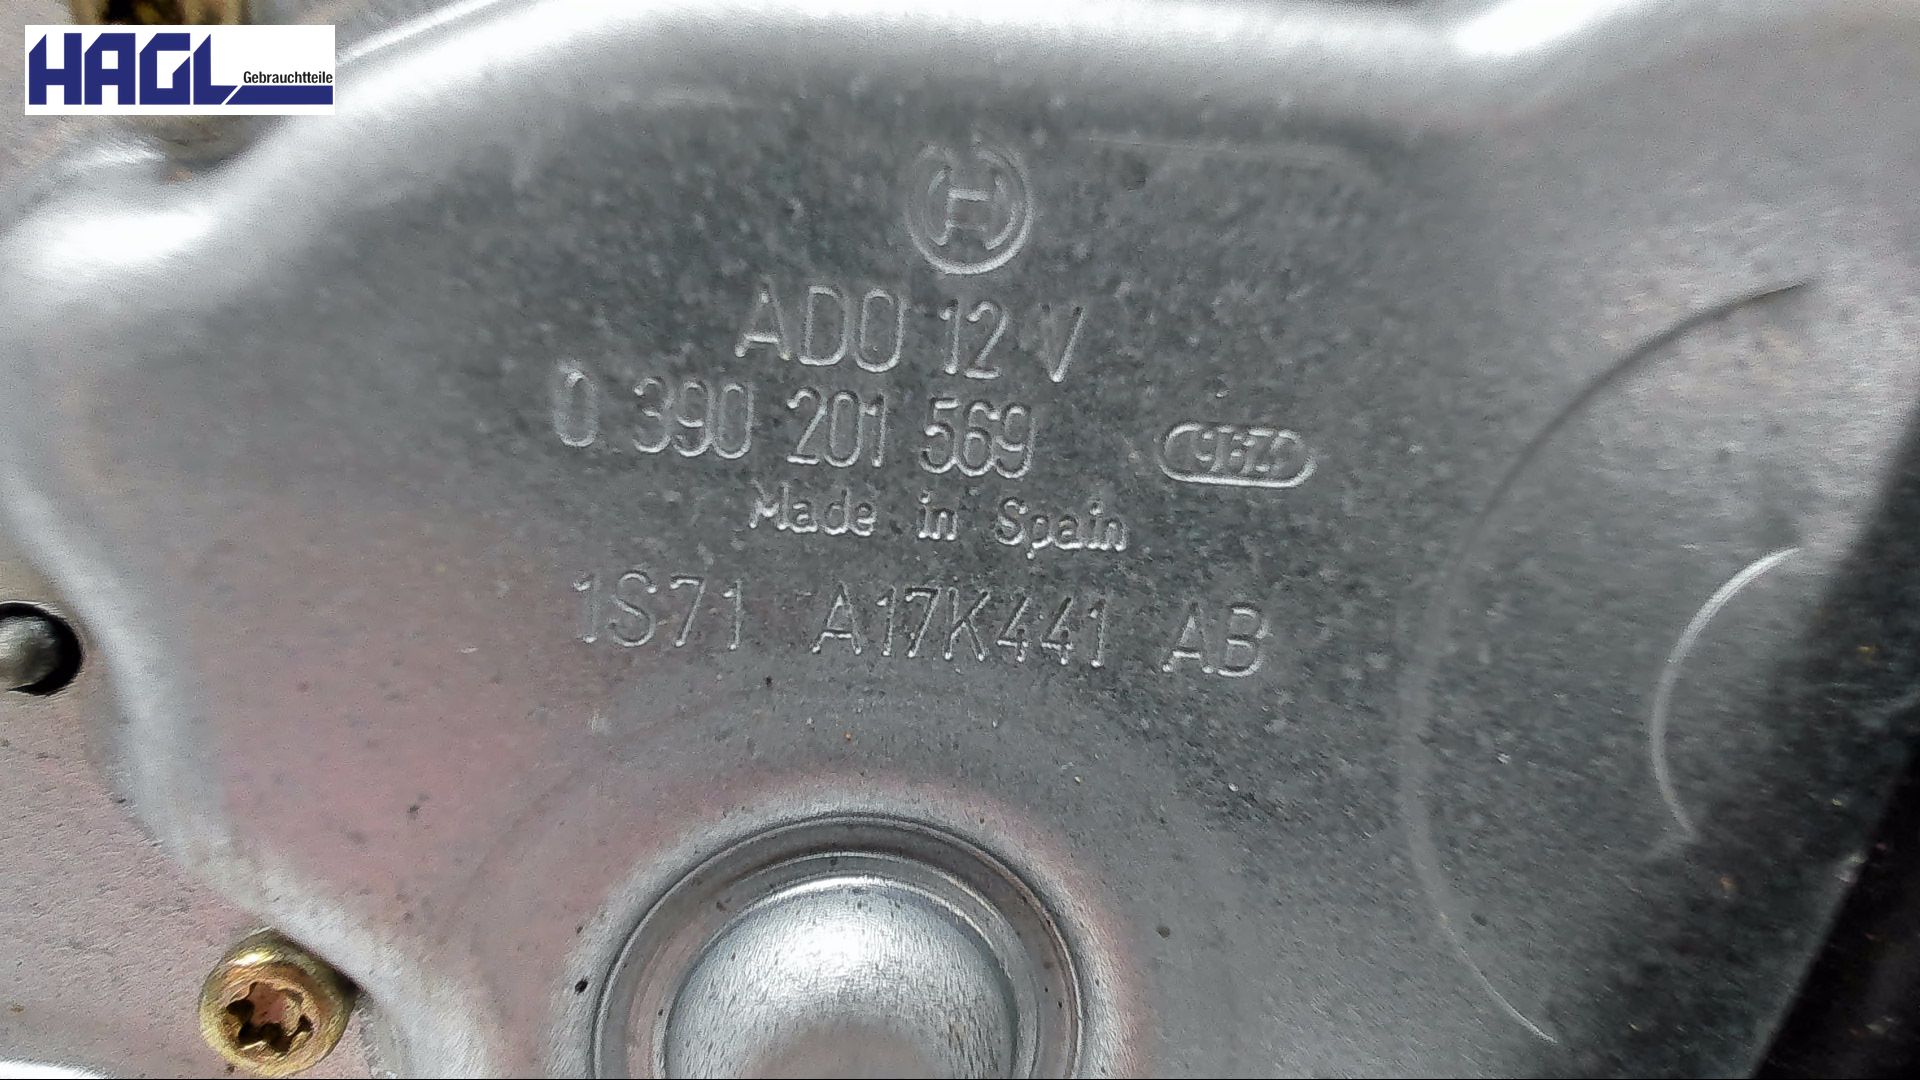 HAGL
Gebrauchtteile
ADO 12 V
0 390 201 569
Made in Spain
1S71 A17K441 AB